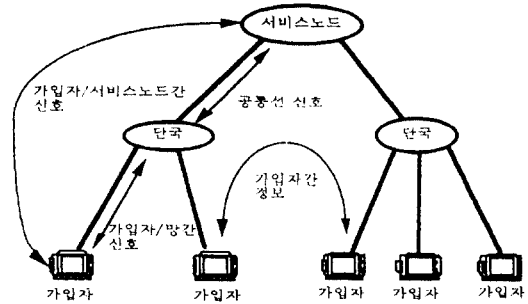 서비스노드
가입자/서비스노드간
신호
공통선 신호
단국
단국
가입자간
정보
가입자/망간
신호
가입자
가입자
가입자
가입자
가입자